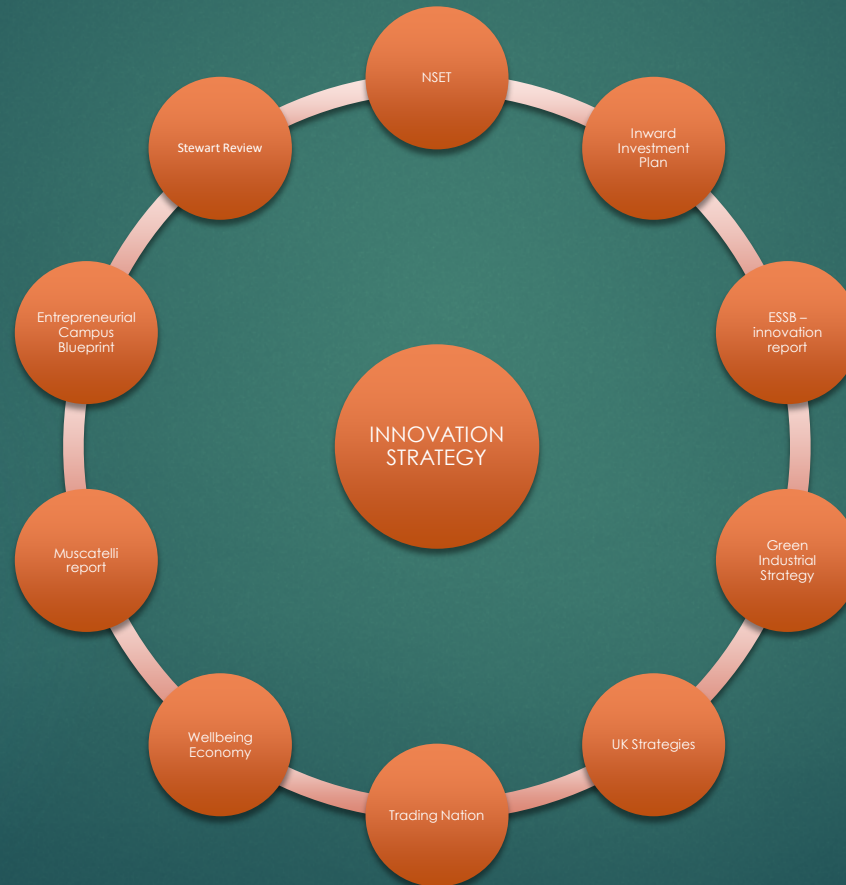 NSET
Inward
Investment
Plan
ESSB –
innovation
report
Green
Industrial
Strategy
UK Strategies
Trading Nation
Wellbeing
Economy
Muscatelli
report
Entrepreneurial
Campus
Blueprint
Stewart Review
INNOVATION
STRATEGY